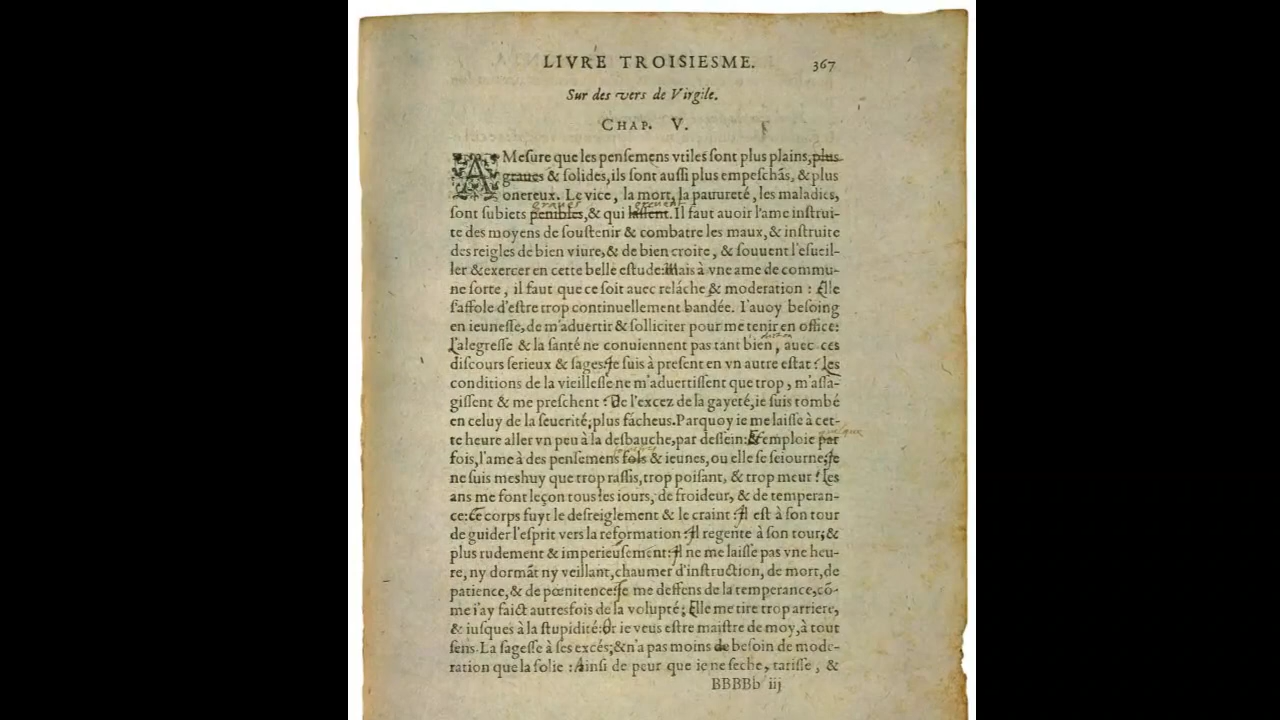 LIVRE TROISIESME. 367
Sur des vers de Virgile.
CHAP. V.
A Mesure que les pensemens vtiles sont plus plains, plus
graues & solides, ils sont aussi plus empeschãs, & plus
onereux. Le vice, la mort, la pauureté, les maladies,
graues greuent
sont subiets penibles, & qui lassent. Il faut auoir l'ame instrui-
te des moyens de soustenir & combatre les maux, & instruite
des reigles de bien viure, & de bien croire, & souuent l'esueil-
ler & exercer en cette belle estude: Mais à vne ame de commu-
ne sorte, il faut que ce soit auec relâche & moderation : Elle
s'affole d'estre trop continuellement bandée. I'auoy besoing
en ieunesse, de m'aduertir & solliciter pour me tenir en office:
L'alegresse & la santé ne conuiennent pas tant bien, auec ces
discours serieux & sages: Ie suis à present en vn autre estat : Les
conditions de la vieillesse ne m'aduertissent que trop, m'assa-
gissent & me preschent : De l'excez de la gayeté, ie suis tombé
en celuy de la seuerité; plus fácheus. Parquoy ie me laisse à cet-
te heure aller vn peu à la desbauche, par dessein: & emploie par
quelque
fois, l'ame à des pensemens fols & ieunes, ou elle se seiourne; Ie
ne suis meshuy que trop rassis, trop poisant, & trop meur : Les
ans me font leçon tous les iours, de froideur, & de temperan-
ce: Ce corps fuyt le desreiglement & le craint : Il est à son tour
de guider l'esprit vers la reformation : Il regente à son tour; &
plus rudement & imperieusement: Il ne me laisse pas vne heu-
re, ny dormãt ny veillant, chaumer d'instruction, de mort, de
patience, & de pœnitence: Ie me deffens de la temperance, cõ-
me i'ay faict autresfois de la volupté; Elle me tire trop arriere,
& iusques à la stupidité: Or ie veus estre maistre de moy, à tout
sens. La sagesse à ses excés; & n'a pas moins de besoin de mode-
ration que la folie : Ainsi de peur que ie ne seche, tarisse, &
BBBBb iij